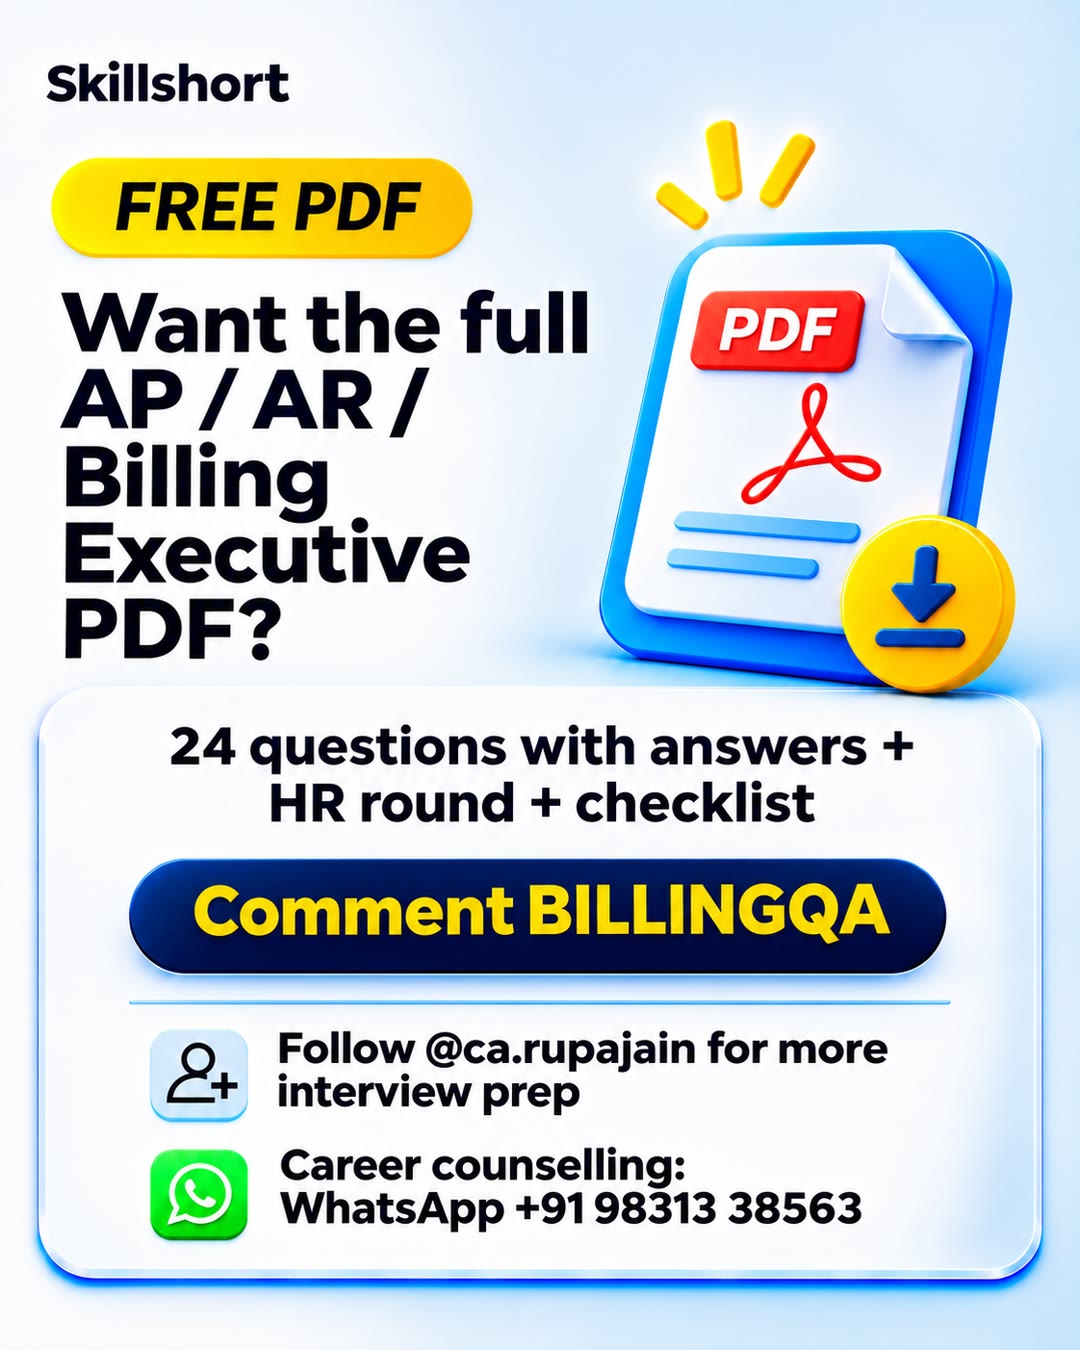 Skillshort
FREE PDF
Want the full
AP / AR /
Billing
Executive
PDF?
PDF
24 questions with answers +
HR round + checklist
Comment BILLINGQA
Follow @ca.rupajain for more
interview prep
Career counselling:
WhatsApp +91 98313 38563